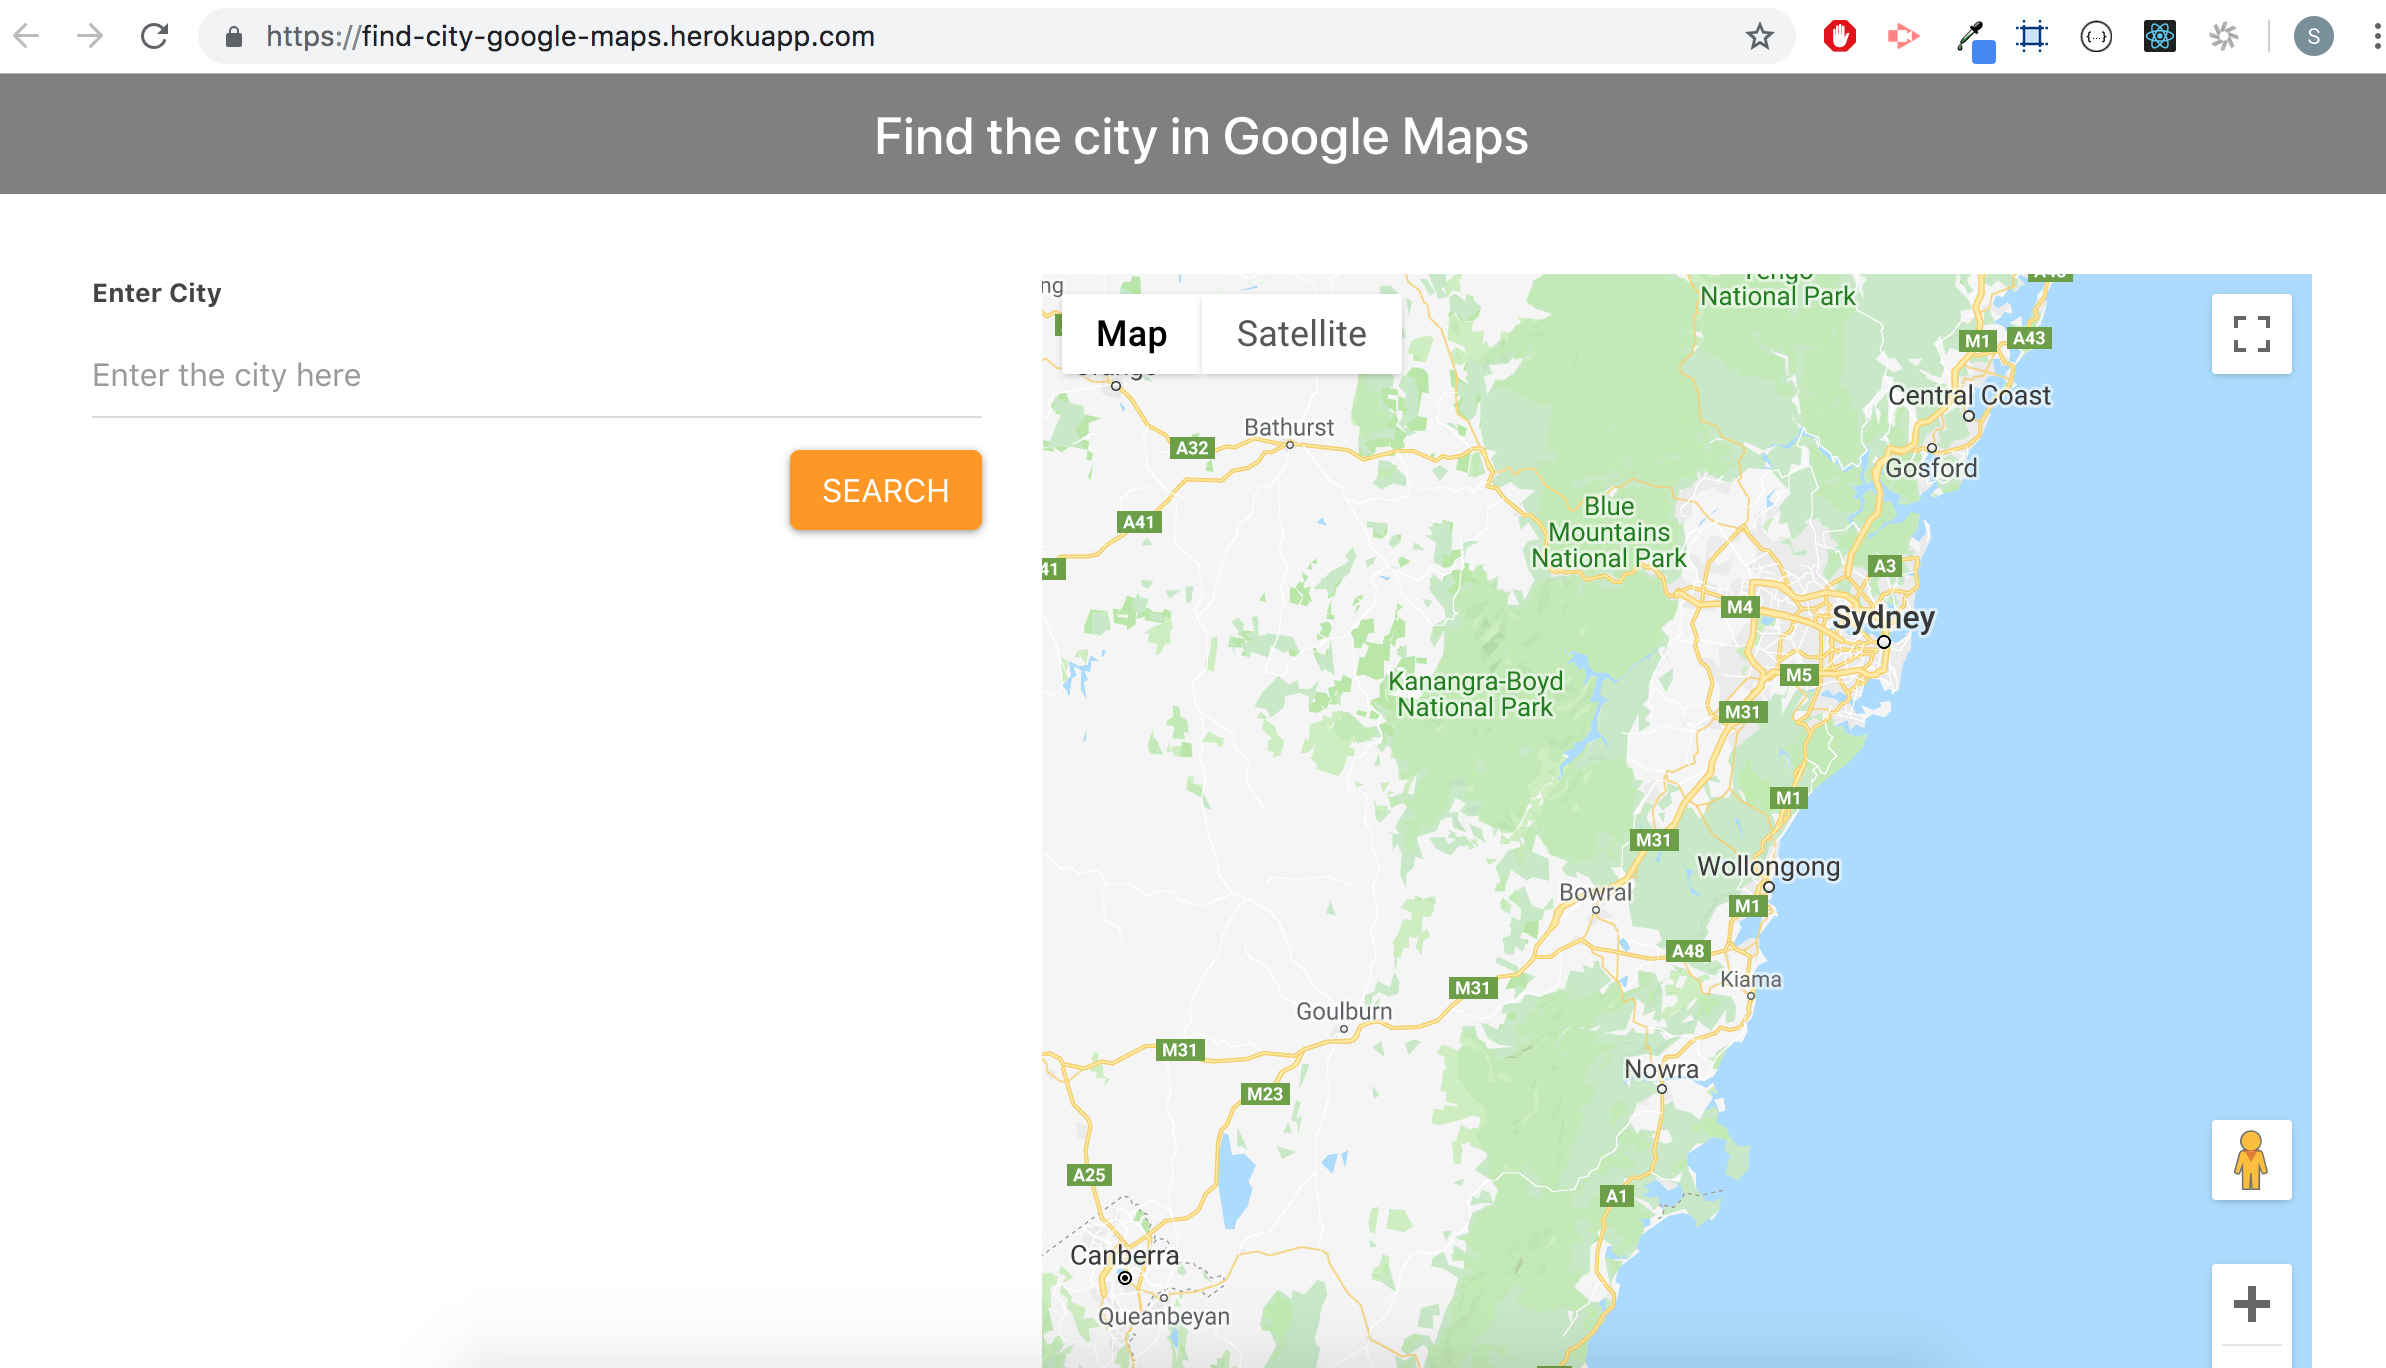 https://find-city-google-maps.herokuapp.com
S
Find the city in Google Maps
Enter City
Enter the city here
SEARCH
Map
Satellite
National Park
M1
A43
Central Coast
Gosford
Bathurst
A32
A41
41
Blue
Mountains
National Park
A3
M4
Sydney
M5
M31
Kanangra-Boyd
National Park
M1
M31
Wollongong
M1
Bowral
A48
Kiama
M31
Goulburn
M31
M23
Nowra
A25
A1
Canberra
Queanbeyan